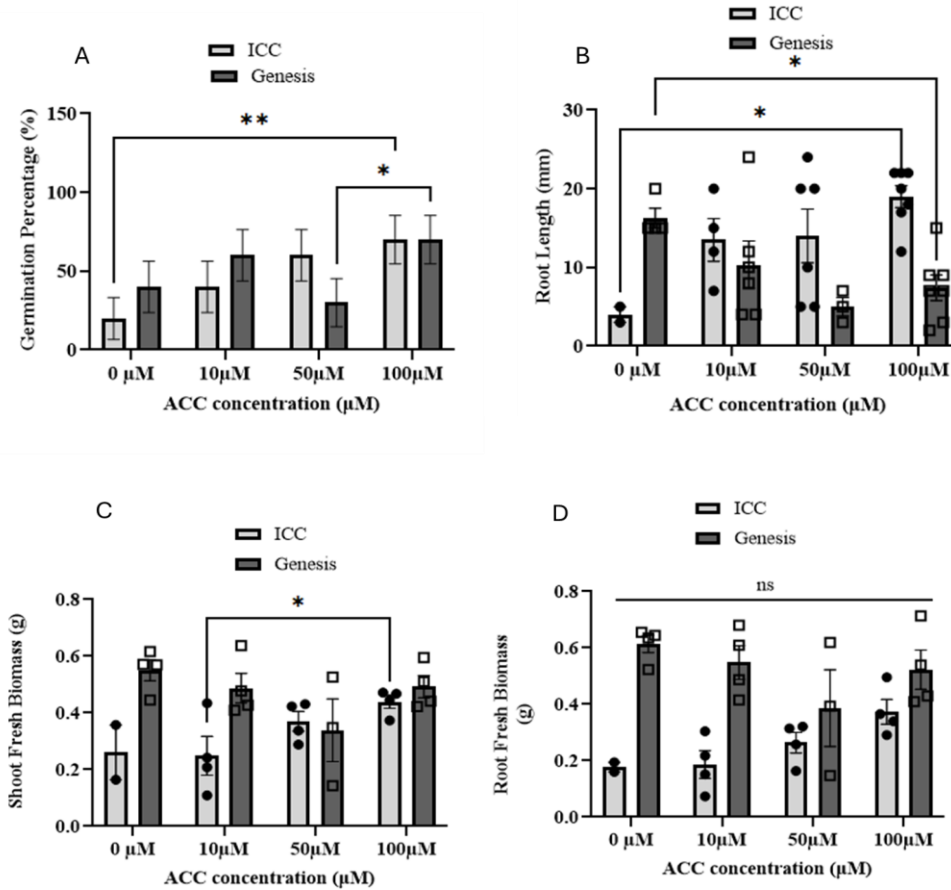 A
ICC
Genesis
**
*
Germination Percentage (%)
150
100
50
0
0 µM
10µM
50µM
100µM
ACC concentration (µM)
B
ICC
Genesis
*
*
Root Length (mm)
30
20
10
0
0 µM
10µM
50µM
100µM
ACC concentration (µM)
C
ICC
Genesis
*
Shoot Fresh Biomass (g)
0.8
0.6
0.4
0.2
0.0
0 µM
10µM
50µM
100µM
ACC concentration (µM)
D
ICC
Genesis
ns
Root Fresh Biomass
(g)
0.8
0.6
0.4
0.2
0.0
0 µM
10µM
50µM
100µM
ACC concentration (µM)